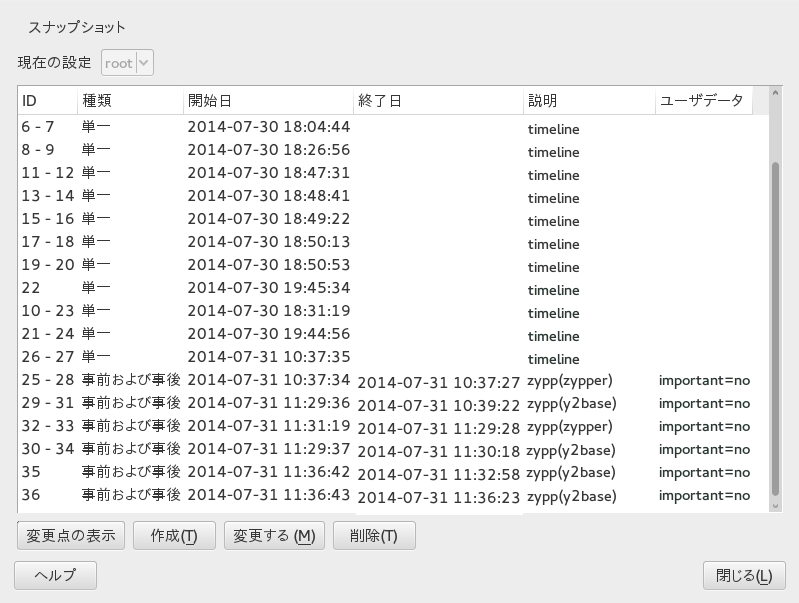 スナップショット
現在の設定 root
ID 種類 開始日 終了日 説明 ユーザデータ
6 - 7 単一 2014-07-30 18:04:44 timeline
8 - 9 単一 2014-07-30 18:26:56 timeline
11 - 12 単一 2014-07-30 18:47:31 timeline
13 - 14 単一 2014-07-30 18:48:41 timeline
15 - 16 単一 2014-07-30 18:49:22 timeline
17 - 18 単一 2014-07-30 18:50:13 timeline
19 - 20 単一 2014-07-30 18:50:53 timeline
22 単一 2014-07-30 19:45:34 timeline
10 - 23 単一 2014-07-30 18:31:19 timeline
21 - 24 単一 2014-07-30 19:44:56 timeline
26 - 27 単一 2014-07-31 10:37:35 timeline
25 - 28 事前および事後 2014-07-31 10:37:34 2014-07-31 10:37:27 zypp(zypper) important=no
29 - 31 事前および事後 2014-07-31 11:29:36 2014-07-31 10:39:22 zypp(y2base) important=no
32 - 33 事前および事後 2014-07-31 11:31:19 2014-07-31 11:29:28 zypp(zypper) important=no
30 - 34 事前および事後 2014-07-31 11:29:37 2014-07-31 11:30:18 zypp(y2base) important=no
35 事前および事後 2014-07-31 11:36:42 2014-07-31 11:32:58 zypp(y2base) important=no
36 事前および事後 2014-07-31 11:36:43 2014-07-31 11:36:23 zypp(y2base) important=no
変更点の表示 作成(T) 変更する (M) 削除(T)
ヘルプ 閉じる(L)